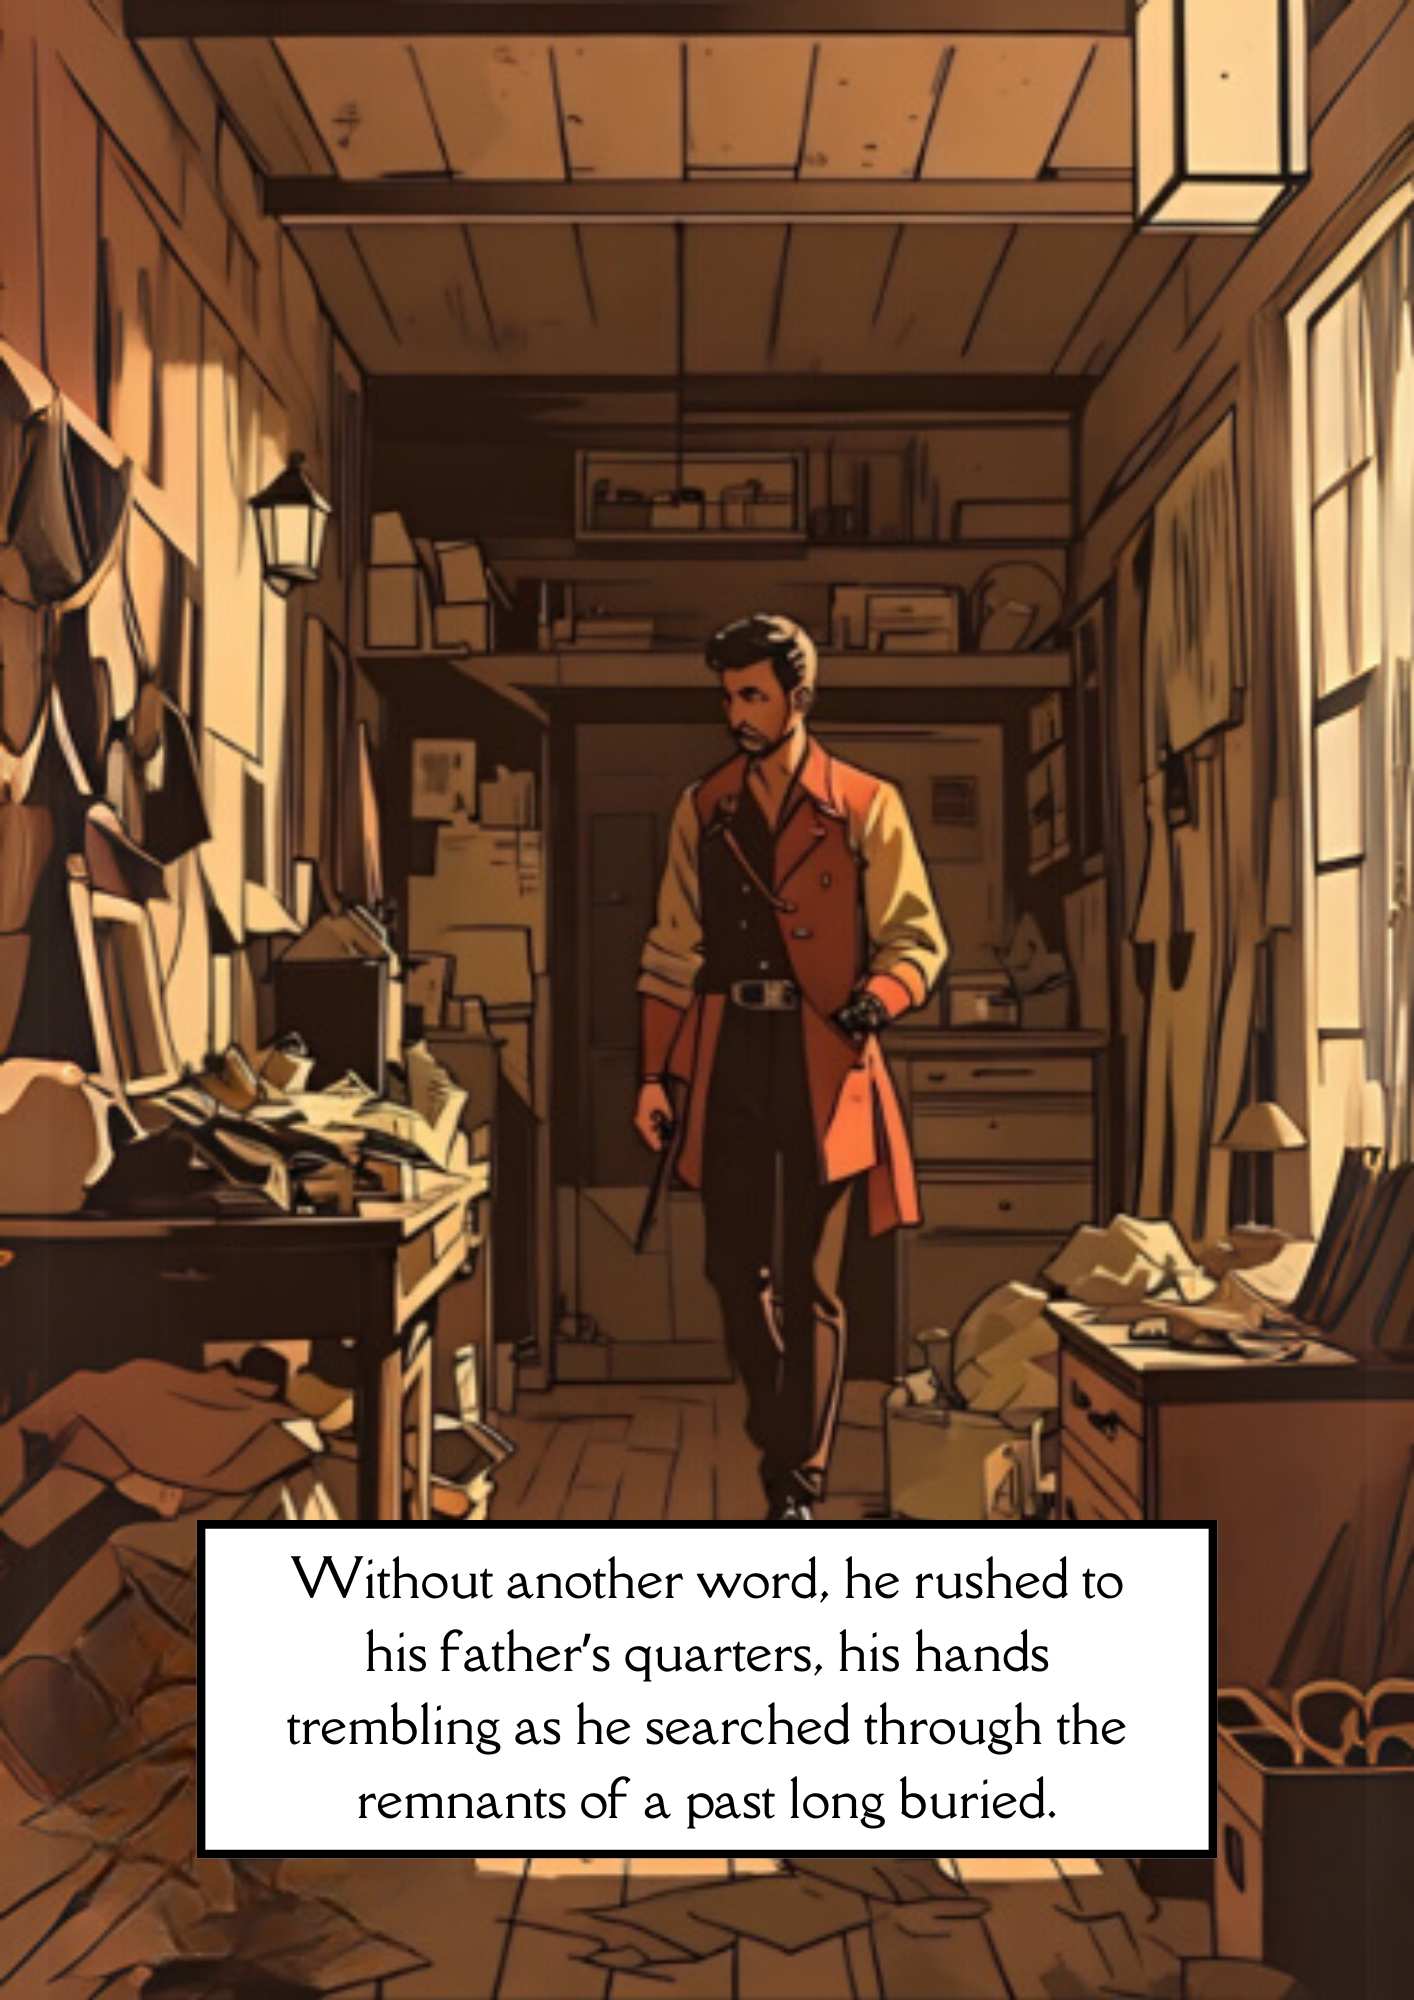 Without another word, he rushed to
his father's quarters, his hands
trembling as he searched through the
remnants of a past long buried.